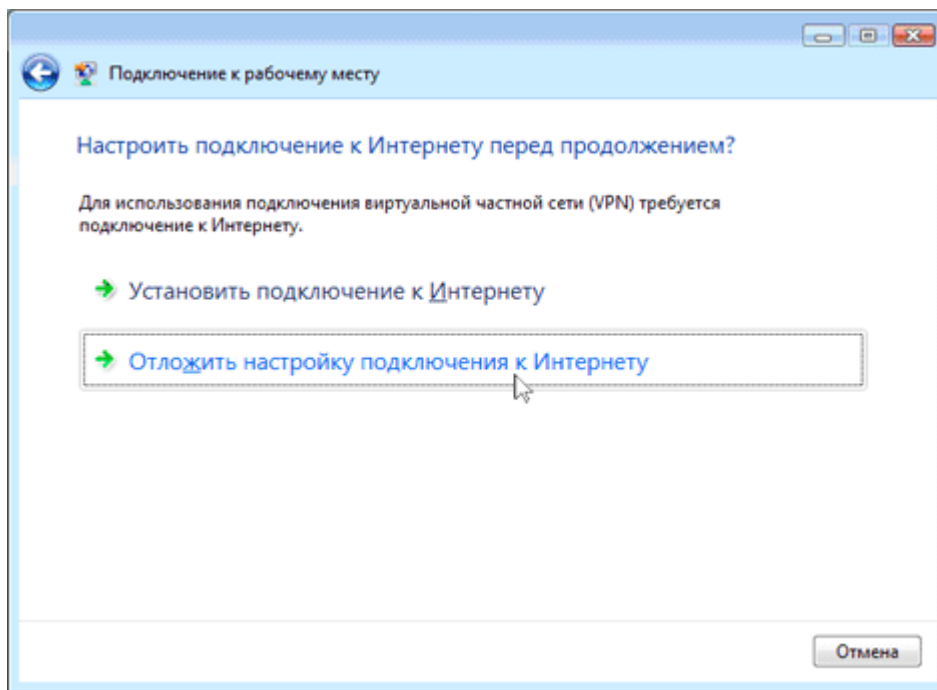 Подключение к рабочему месту
Настроить подключение к Интернету перед продолжением?
Для использования подключения виртуальной частной сети (VPN) требуется
подключение к Интернету.
Установить подключение к Интернету
Отложить настройку подключения к Интернету
Отмена